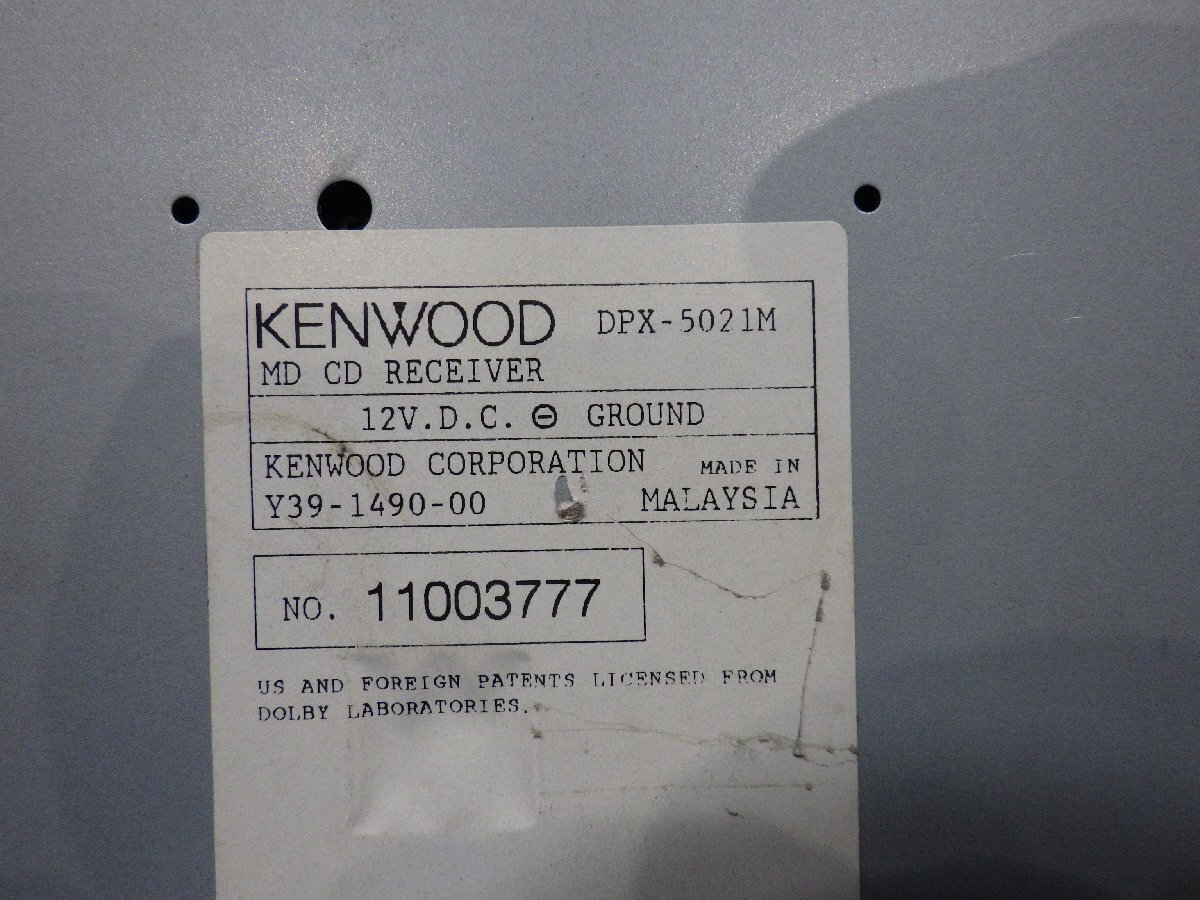 KENWOOD DPX-5021M
MD CD RECEIVER
12V.D.C. ⊖ GROUND
KENWOOD CORPORATION MADE IN
Y39-1490-00 MALAYSIA
NO. 11003777
US AND FOREIGN PATENTS LICENSED FROM
DOLBY LABORATORIES.